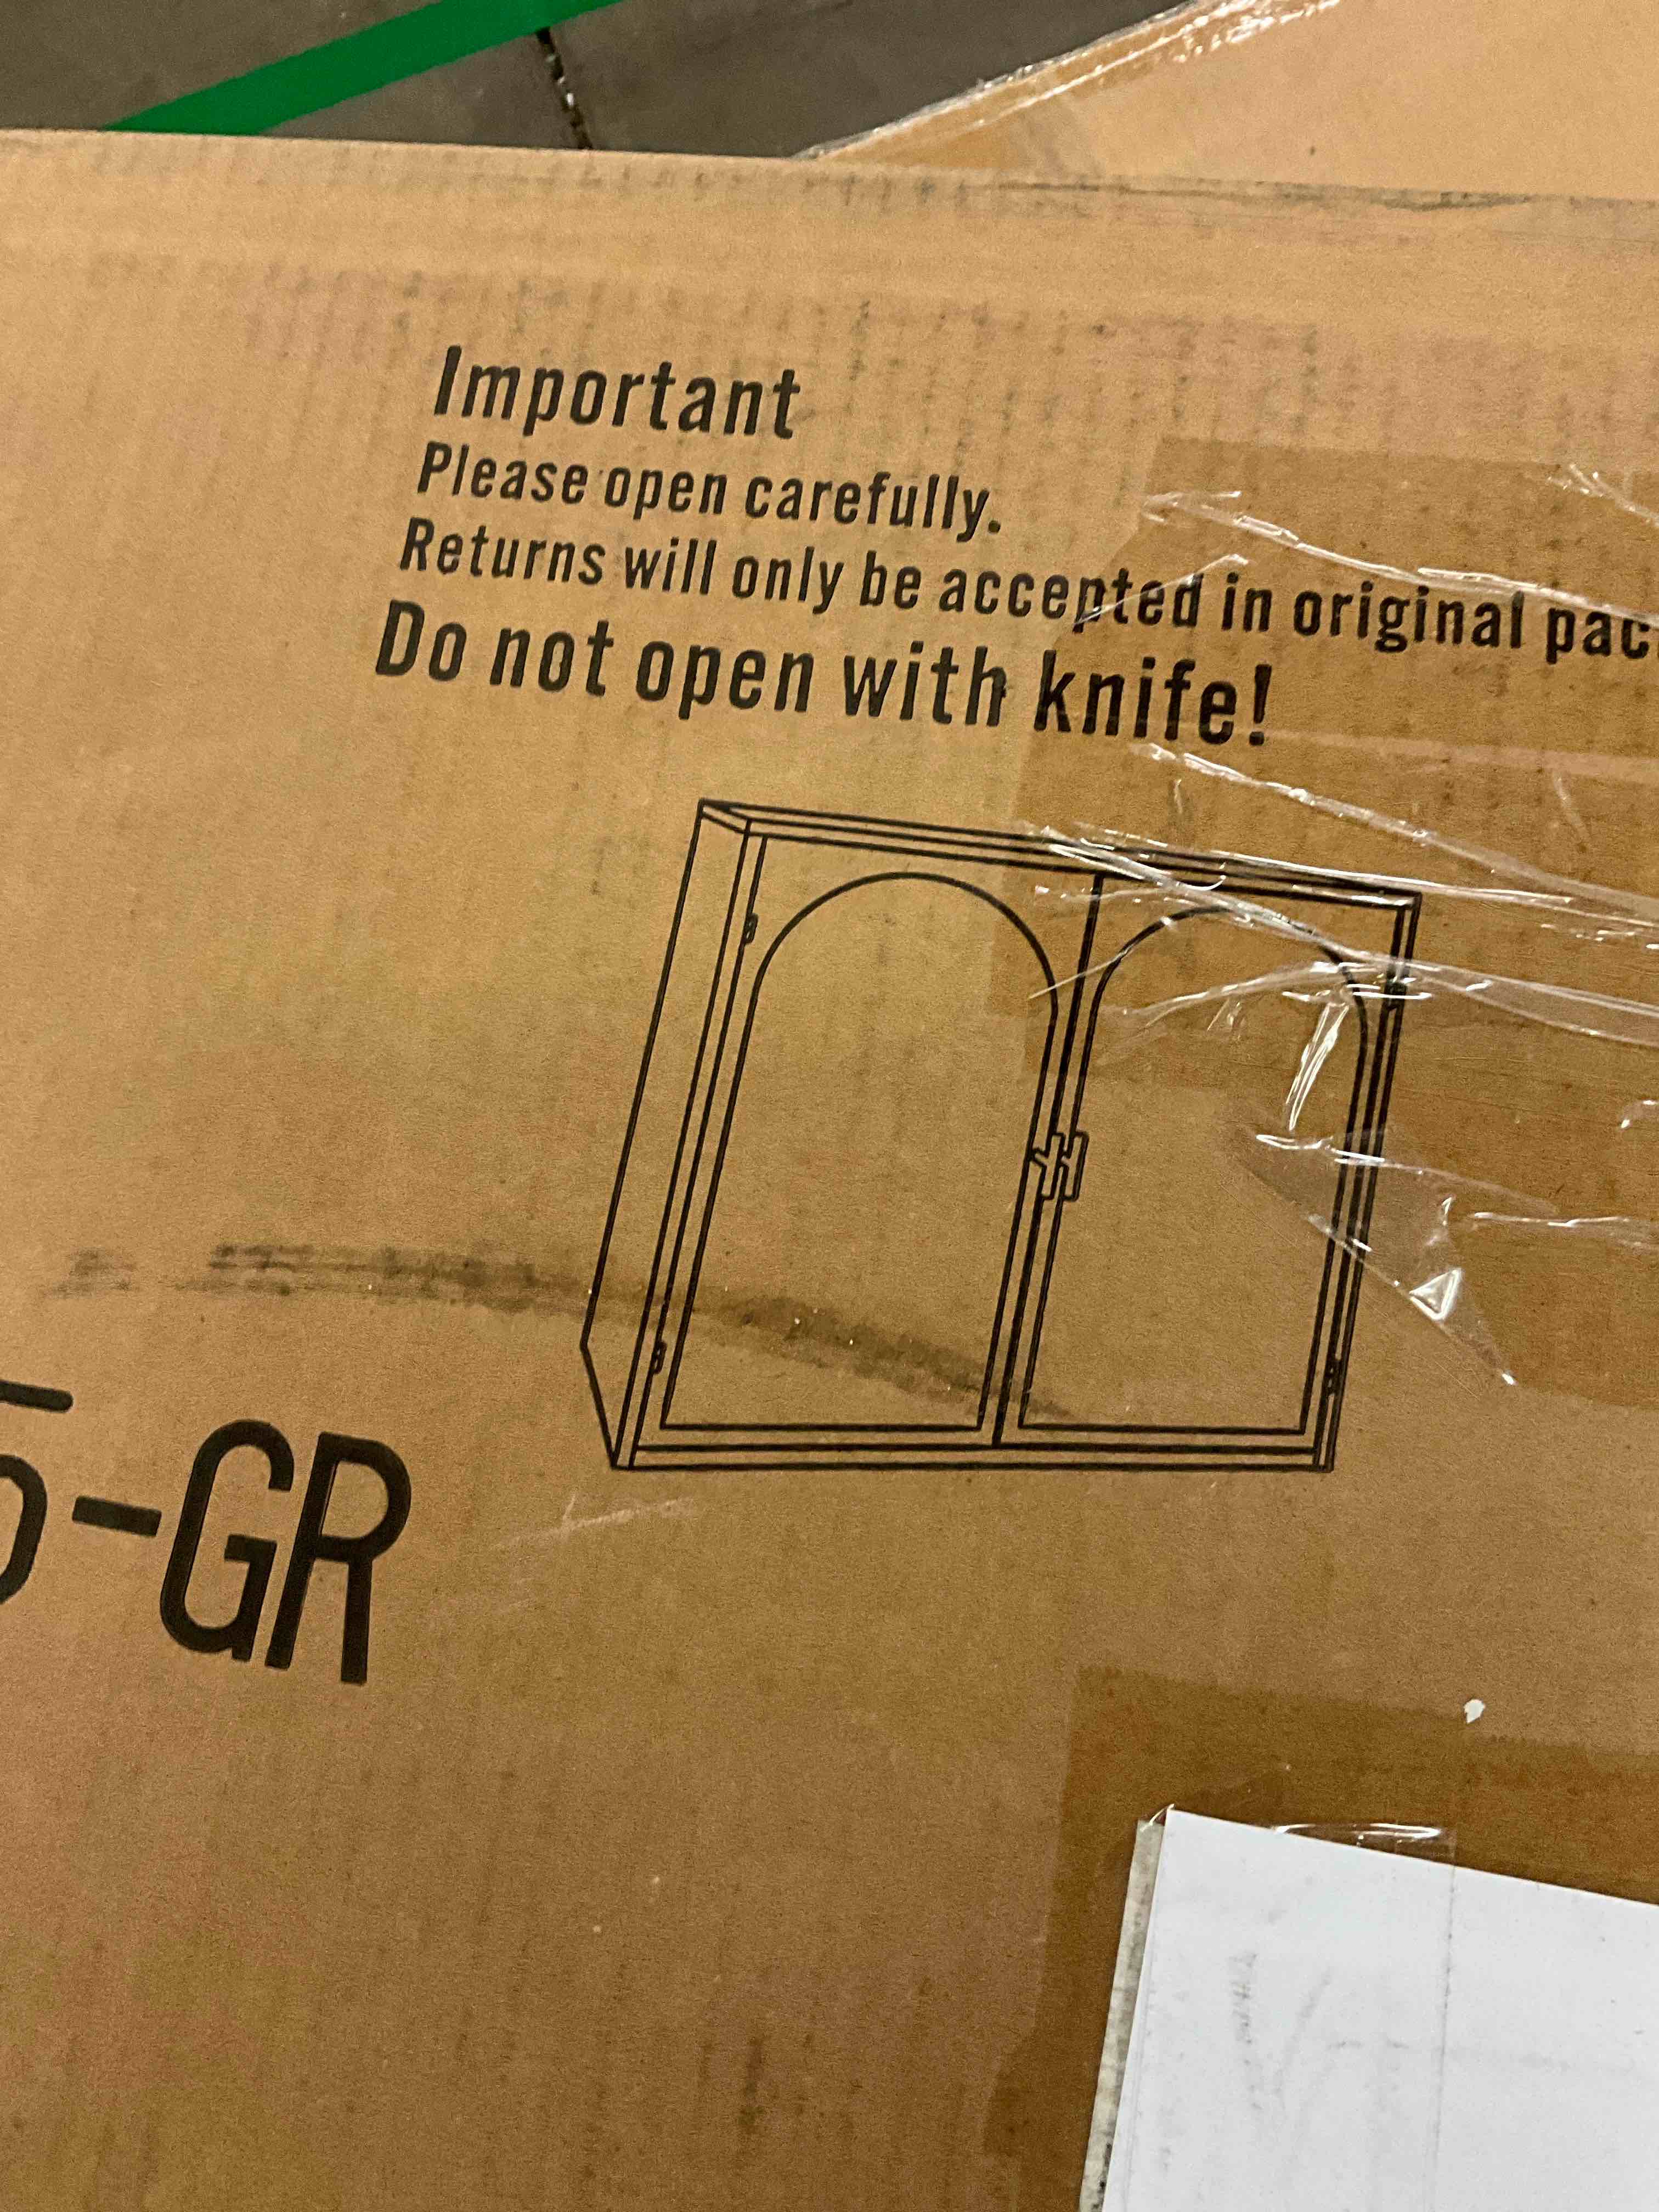 Important
Please open carefully.
Returns will only be accepted in original
Do not open with knife!
-GR